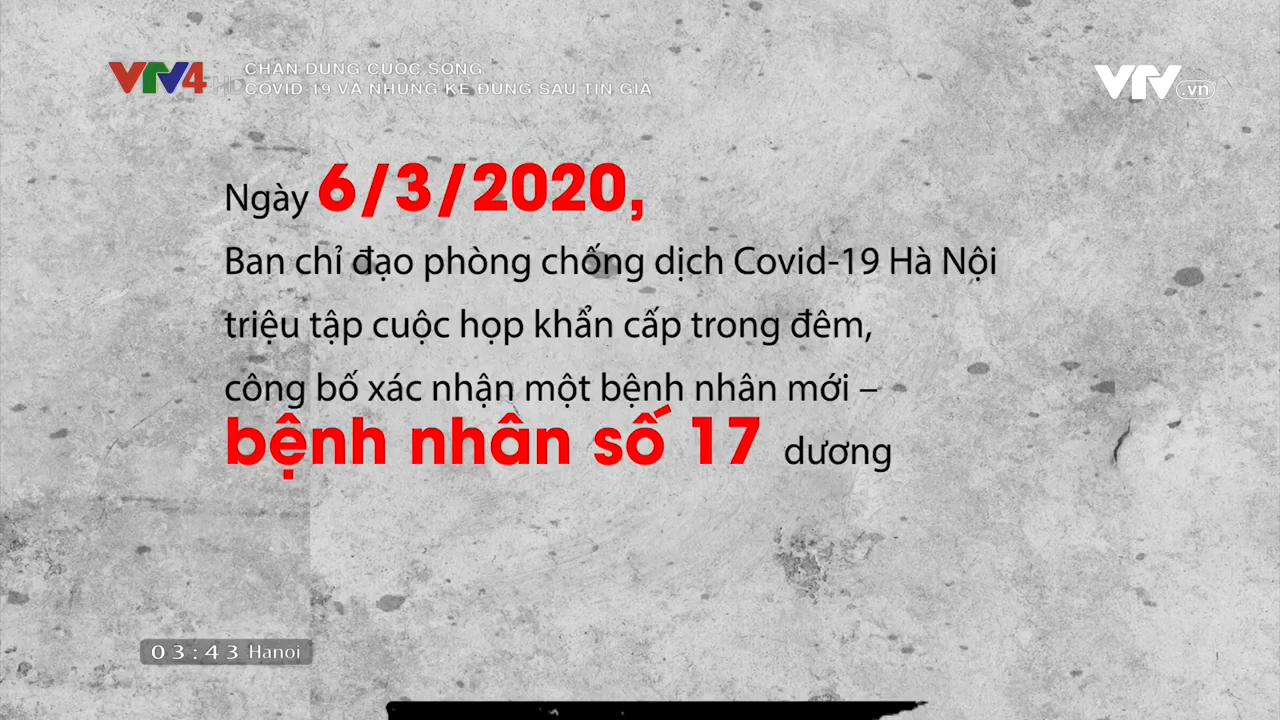 VTV4 HD
CHÂN DUNG CUỘC SỐNG
COVID 19 VÀ NHỮNG KẺ ĐỨNG SAU TIN GIẢ
VTV.vn
Ngày 6/3/2020,
Ban chỉ đạo phòng chống dịch Covid-19 Hà Nội
triệu tập cuộc họp khẩn cấp trong đêm,
công bố xác nhận một bệnh nhân mới –
bệnh nhân số 17 dương
03:43 Hanoi